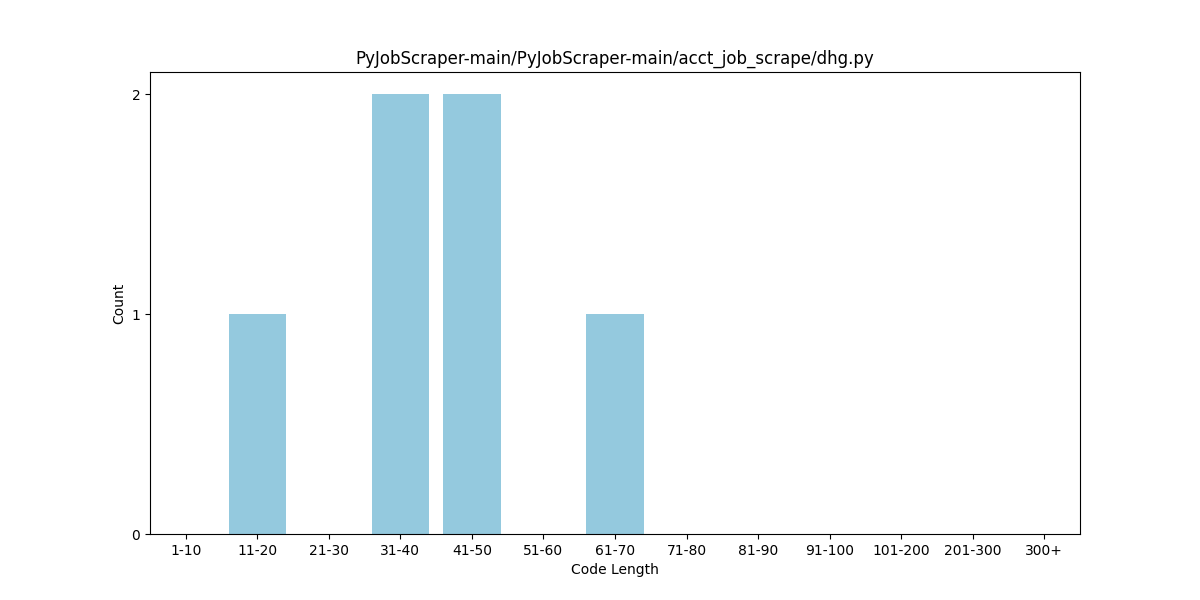 PyJobScraper-main/PyJobScraper-main/acct_job_scrape/dhg.py
2
1
0
Count
1-10 11-20 21-30 31-40 41-50 51-60 61-70 71-80 81-90 91-100 101-200 201-300 300+
Code Length